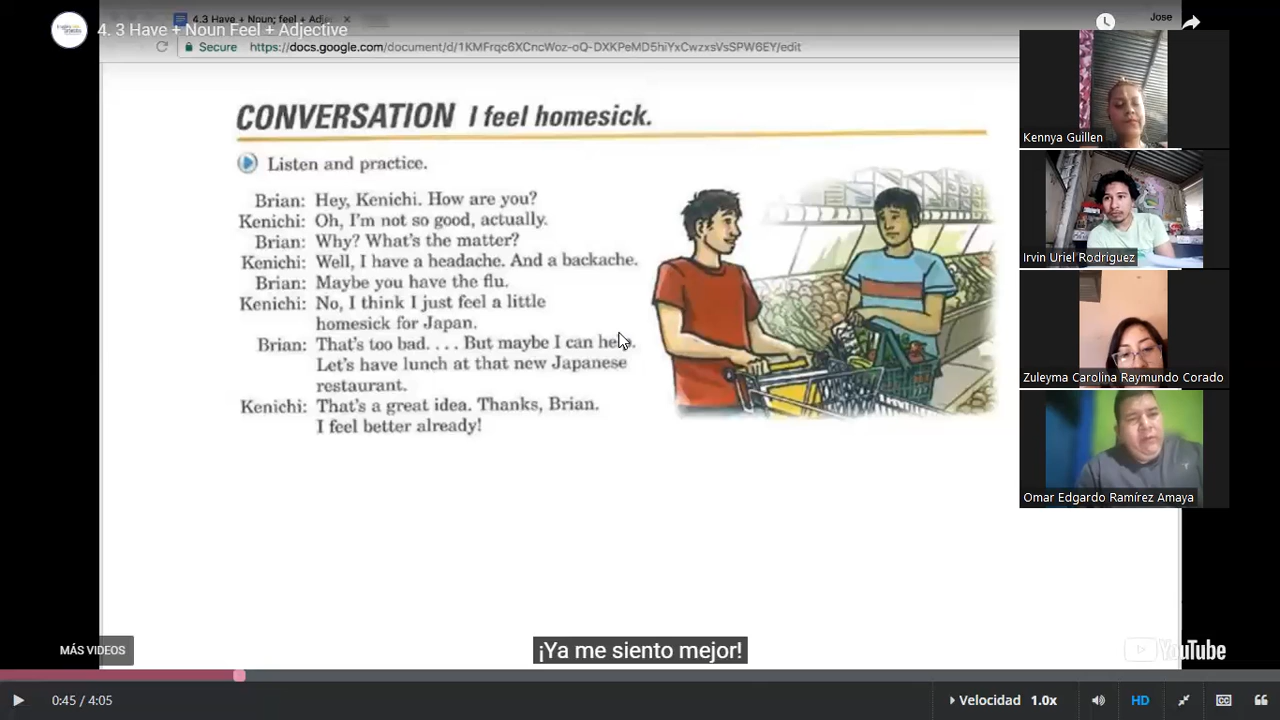 4.3 Have + Noun; feel + Adje
4. 3 Have + Noun Feel + Adjective
Jose
Secure https://docs.google.com/document/d/1KMFrqc6XCncWoz-oQ-DXKPeMD5hiYxCwzxsVsSPW6EY/edit
CONVERSATION I feel homesick.
Listen and practice.
Brian: Hey, Kenichi. How are you?
Kenichi: Oh, I'm not so good, actually.
Brian: Why? What's the matter?
Kenichi: Well, I have a headache. And a backache.
Brian: Maybe you have the flu.
Kenichi: No, I think I just feel a little
homesick for Japan.
Brian: That's too bad. . . . But maybe I can help.
Let's have lunch at that new Japanese
restaurant.
Kenichi: That's a great idea. Thanks, Brian.
I feel better already!
Kennya Guillen
Irvin Uriel Rodriguez
Zuleyma Carolina Raymundo Corado
Omar Edgardo Ramírez Amaya
MÁS VIDEOS
¡Ya me siento mejor!
YouTube
0:45 / 4:05
Velocidad 1.0x
HD
CC